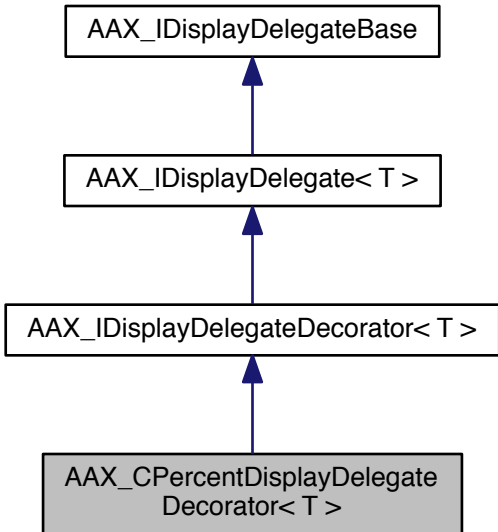 AAX_IDisplayDelegateBase
AAX_IDisplayDelegate< T >
AAX_IDisplayDelegateDecorator< T >
AAX_CPercentDisplayDelegate
Decorator< T >